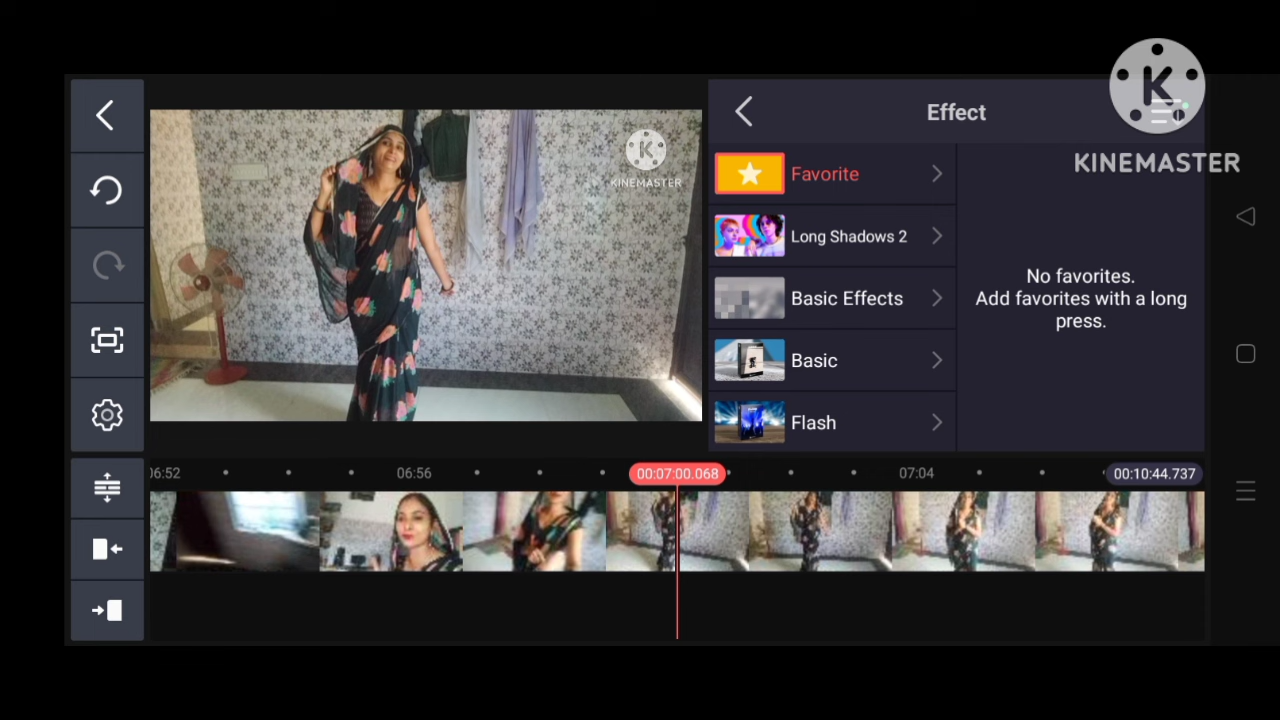 K
KINEMASTER
Effect
K
KINEMASTER
Favorite
Long Shadows 2
Basic Effects
Basic
Flash
No favorites.
Add favorites with a long
press.
06:52
06:56
00:07:00.068
07:04
00:10:44.737